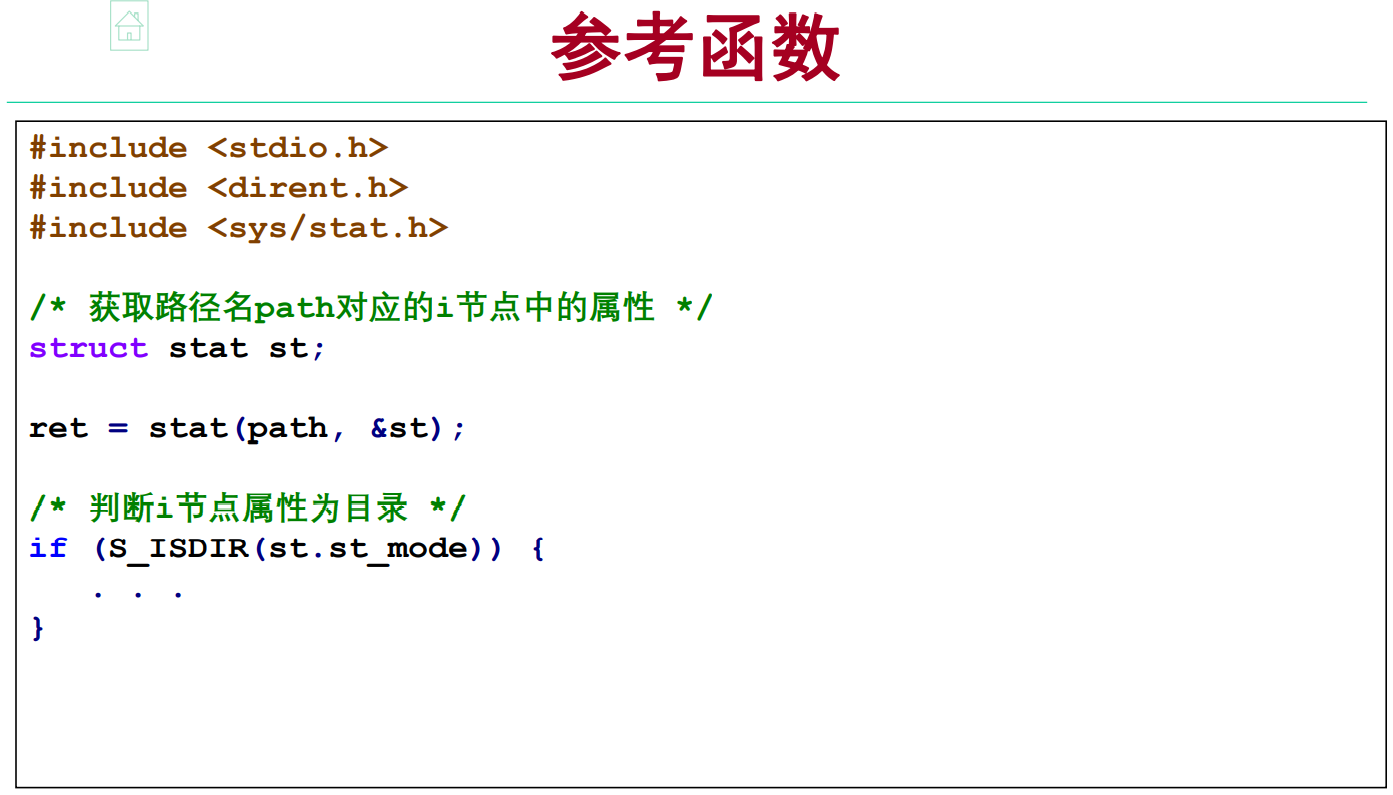 参考函数
#include <stdio.h>
#include <dirent.h>
#include <sys/stat.h>
/* 获取路径名path对应的i节点中的属性 */
struct stat st;
ret = stat(path, &st);
/* 判断i节点属性为目录 */
if (S_ISDIR(st.st_mode)) {
. . .
}